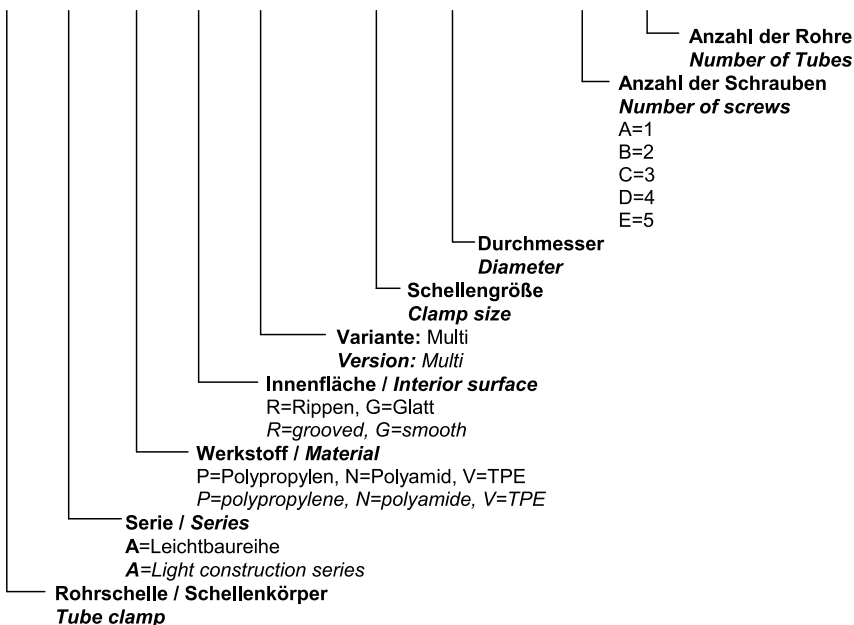 Anzahl der Rohre
Number of Tubes
Anzahl der Schrauben
Number of screws
A=1
B=2
C=3
D=4
E=5
Durchmesser
Diameter
Schellengröße
Clamp size
Variante: Multi
Version: Multi
Innenfläche / Interior surface
R=Rippen, G=Glatt
R=grooved, G=smooth
Werkstoff / Material
P=Polypropylen, N=Polyamid, V=TPE
P=polypropylene, N=polyamide, V=TPE
Serie / Series
A=Leichtbaureihe
A=Light construction series
Rohrschelle / Schellenkörper
Tube clamp